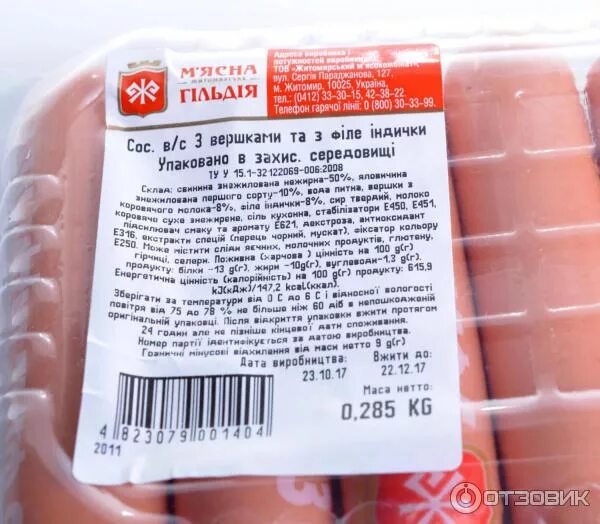 М'ЯСНА
ЖИТОМИРСЬКА
ГІЛЬДІЯ
Адреса виробника і
потужностей виробництва:
ТОВ «Житомирський м'ясокомбінат»,
вул. Сергія Параджанова, 127,
м. Житомир, 10025, Україна,
тел.: (0412) 33-30-15, 42-38-22.
Телефон гарячої лінії: 0 (800) 30-33-99.
Сос. в/с З вершками та з філе індички
Упаковано в захис. середовищі
ТУ У 15.1-32122069-006:2008
Склад: свинина знежилована нежирна-50%, яловичина
знежилована першого сорту-10%, вода питна, вершки з
коров'ячого молока-8%, філе індички-8%, сир твердий, молоко
коров'ячо сухе знежирене, сіль кухонна, стабілізатори Е450, Е451,
підсилювач смаку та аромату Е621, декстроза, антиоксидант
Е316, екстракти спецій (перець чорний, мускат), фіксатор кольору
Е250. Може містити сліди яєчних, молочних продуктів, глютену,
гірчиці, селери. Поживна (харчова ) цінність на 100 g(г)
продукту: білки -13 g(г), жири -10g(г), вуглеводи-1,3 g(г).
Енергетична цінність (калорійність) на 100 g(г) продукту: 615,9
kJ(кДж)/147,2 kcal(ккал).
Зберігати за температури від 0 С до 6 С і відносної вологості
повітря від 75 до 78 % не більше ніж 60 діб в непошкодженій
оригінальній упаковці. Після відкриття упаковки вжити протягом
24 годин але не пізніше кінцевої дати споживання.
Номер партії ідентифікується за датою виробництва.
Гозничні мінусові відхилення від маси нетто 9 g(г)
Дата виробництва: Вжити до:
23.10.17 22.12.17
Маса нетто:
0,285 KG
4 823079 001404
2011
ОТЗОВИК